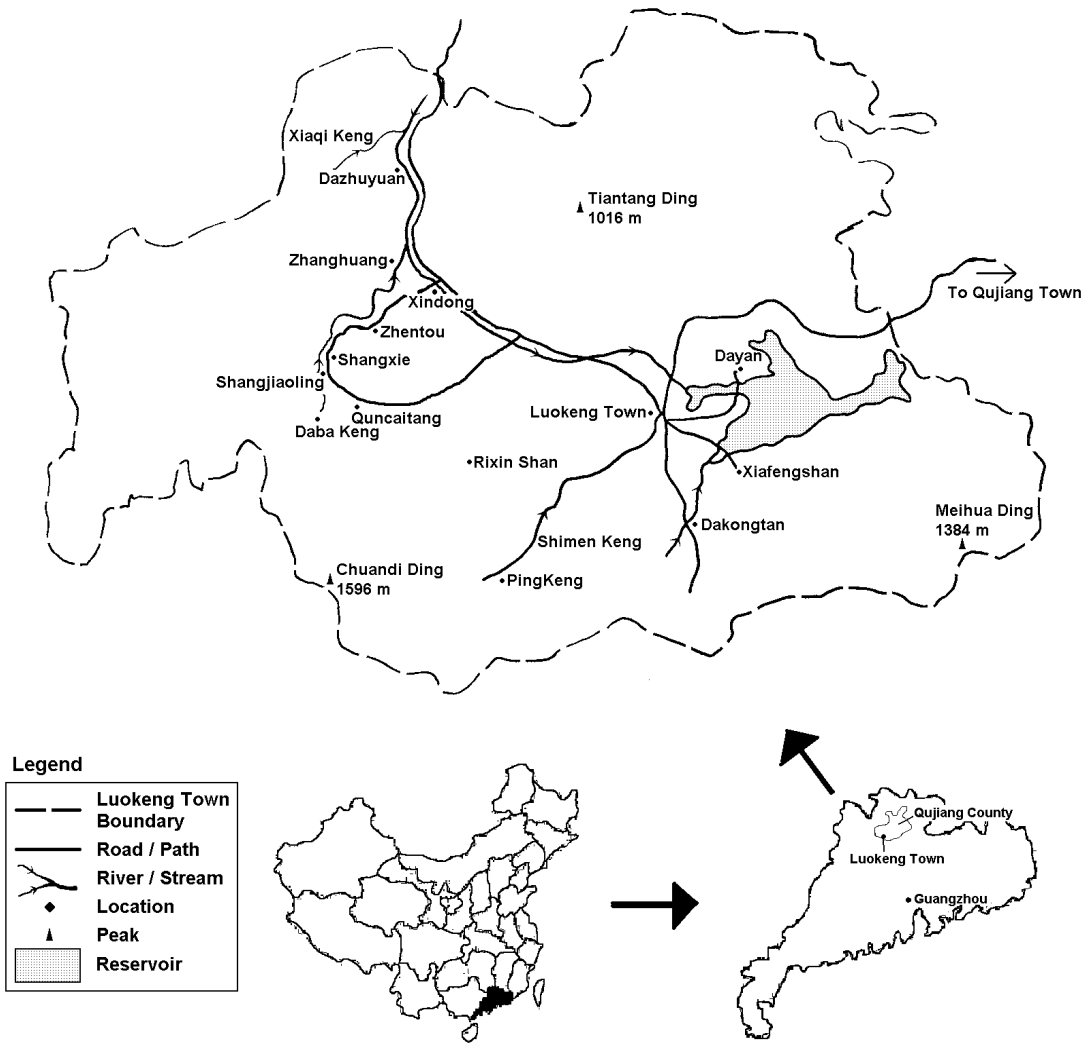 Xiaqi Keng
Dazhuyuan
Tiantang Ding
1016 m
Zhanghuang
To Qujiang Town
Xindong
Zhentou
Shangxie
Dayan
Shangjiaoling
Quncaitang
Luokeng Town
Daba Keng
Rixin Shan
Xiafengshan
Meihua Ding
1384 m
Dakongtan
Shimen Keng
Chuandi Ding
1596 m
PingKeng
Legend
Luokeng Town
Boundary
Road / Path
River / Stream
Location
Peak
Reservoir
Qujiang County
Luokeng Town
Guangzhou